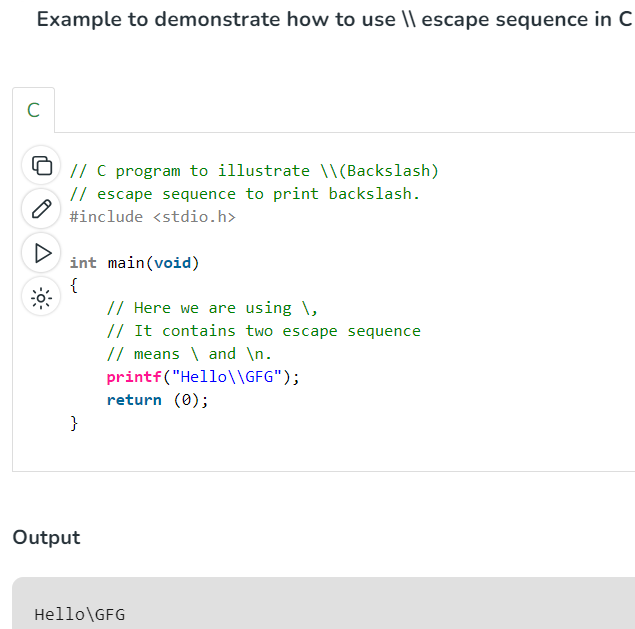 Example to demonstrate how to use \\ escape sequence in C
C
// C program to illustrate \\(Backslash)
// escape sequence to print backslash.
#include <stdio.h>
int main(void)
{
    // Here we are using \,
    // It contains two escape sequence
    // means \ and \n.
    printf("Hello\\GFG");
    return (0);
}
Output
Hello\GFG